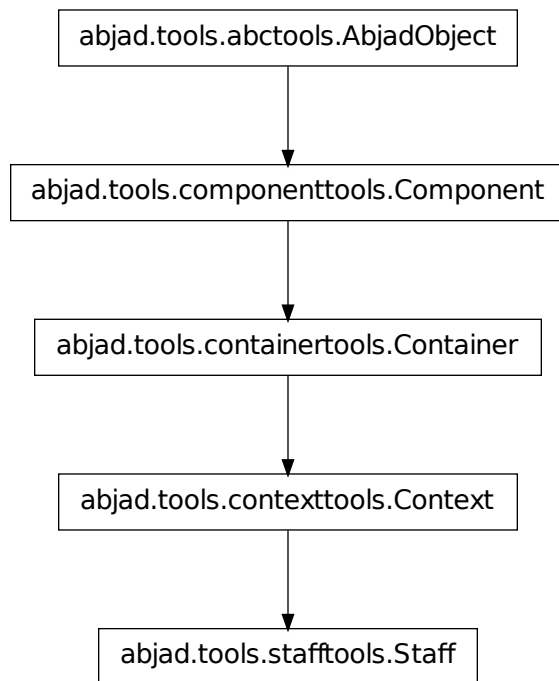 abjad.tools.abctools.AbjadObject
abjad.tools.componenttools.Component
abjad.tools.containertools.Container
abjad.tools.contexttools.Context
abjad.tools.stafftools.Staff